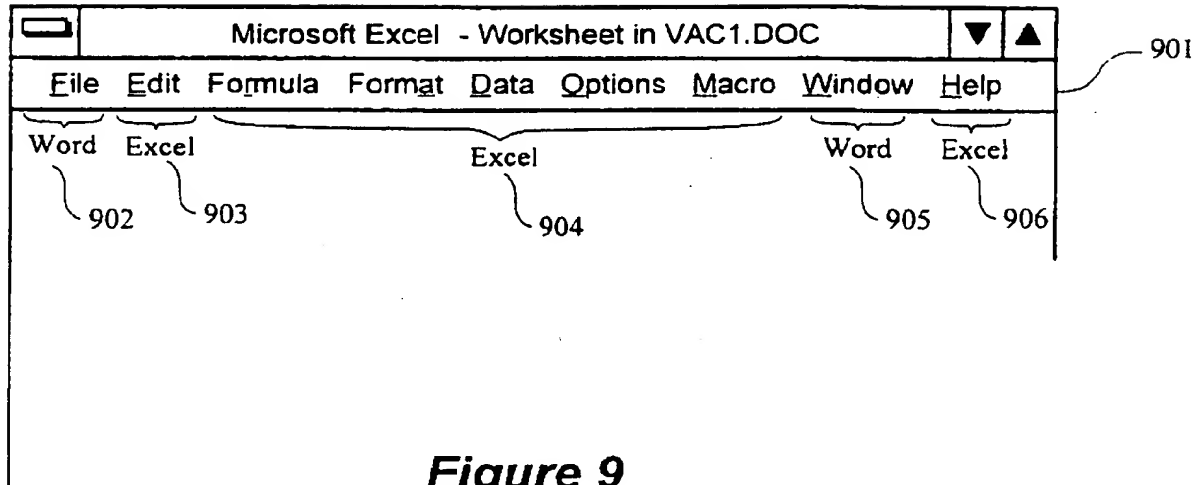 Microsoft Excel - Worksheet in VAC1.DOC
901
File Edit Formula Format Data Options Macro Window Help
Word Excel Excel Word Excel
902 903 904 905 906
Figure 9